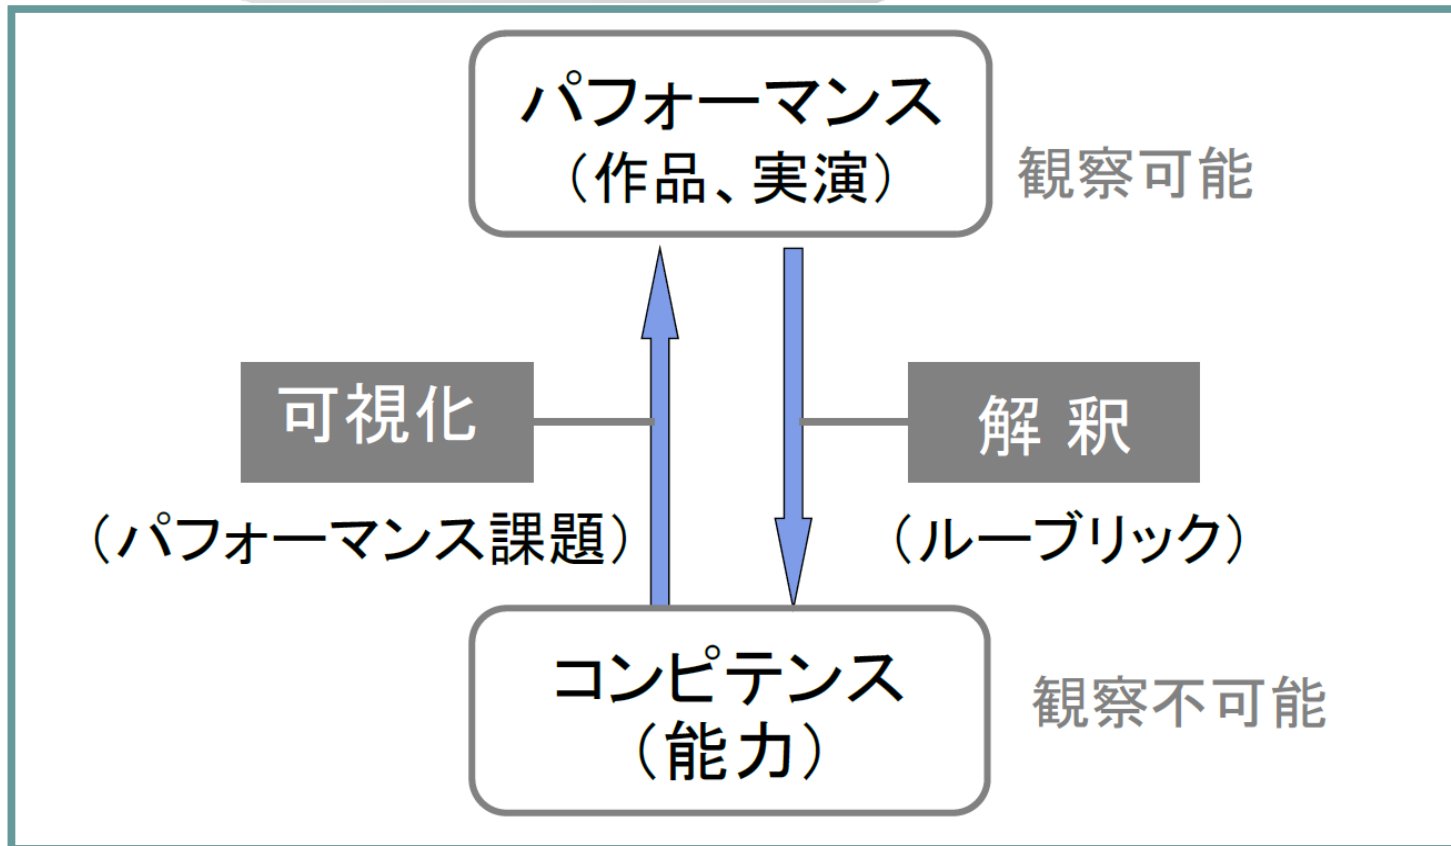 パフォーマンス
（作品、実演）
観察可能
可視化
解 釈
（パフォーマンス課題）
（ルーブリック）
コンピテンス
（能力）
観察不可能